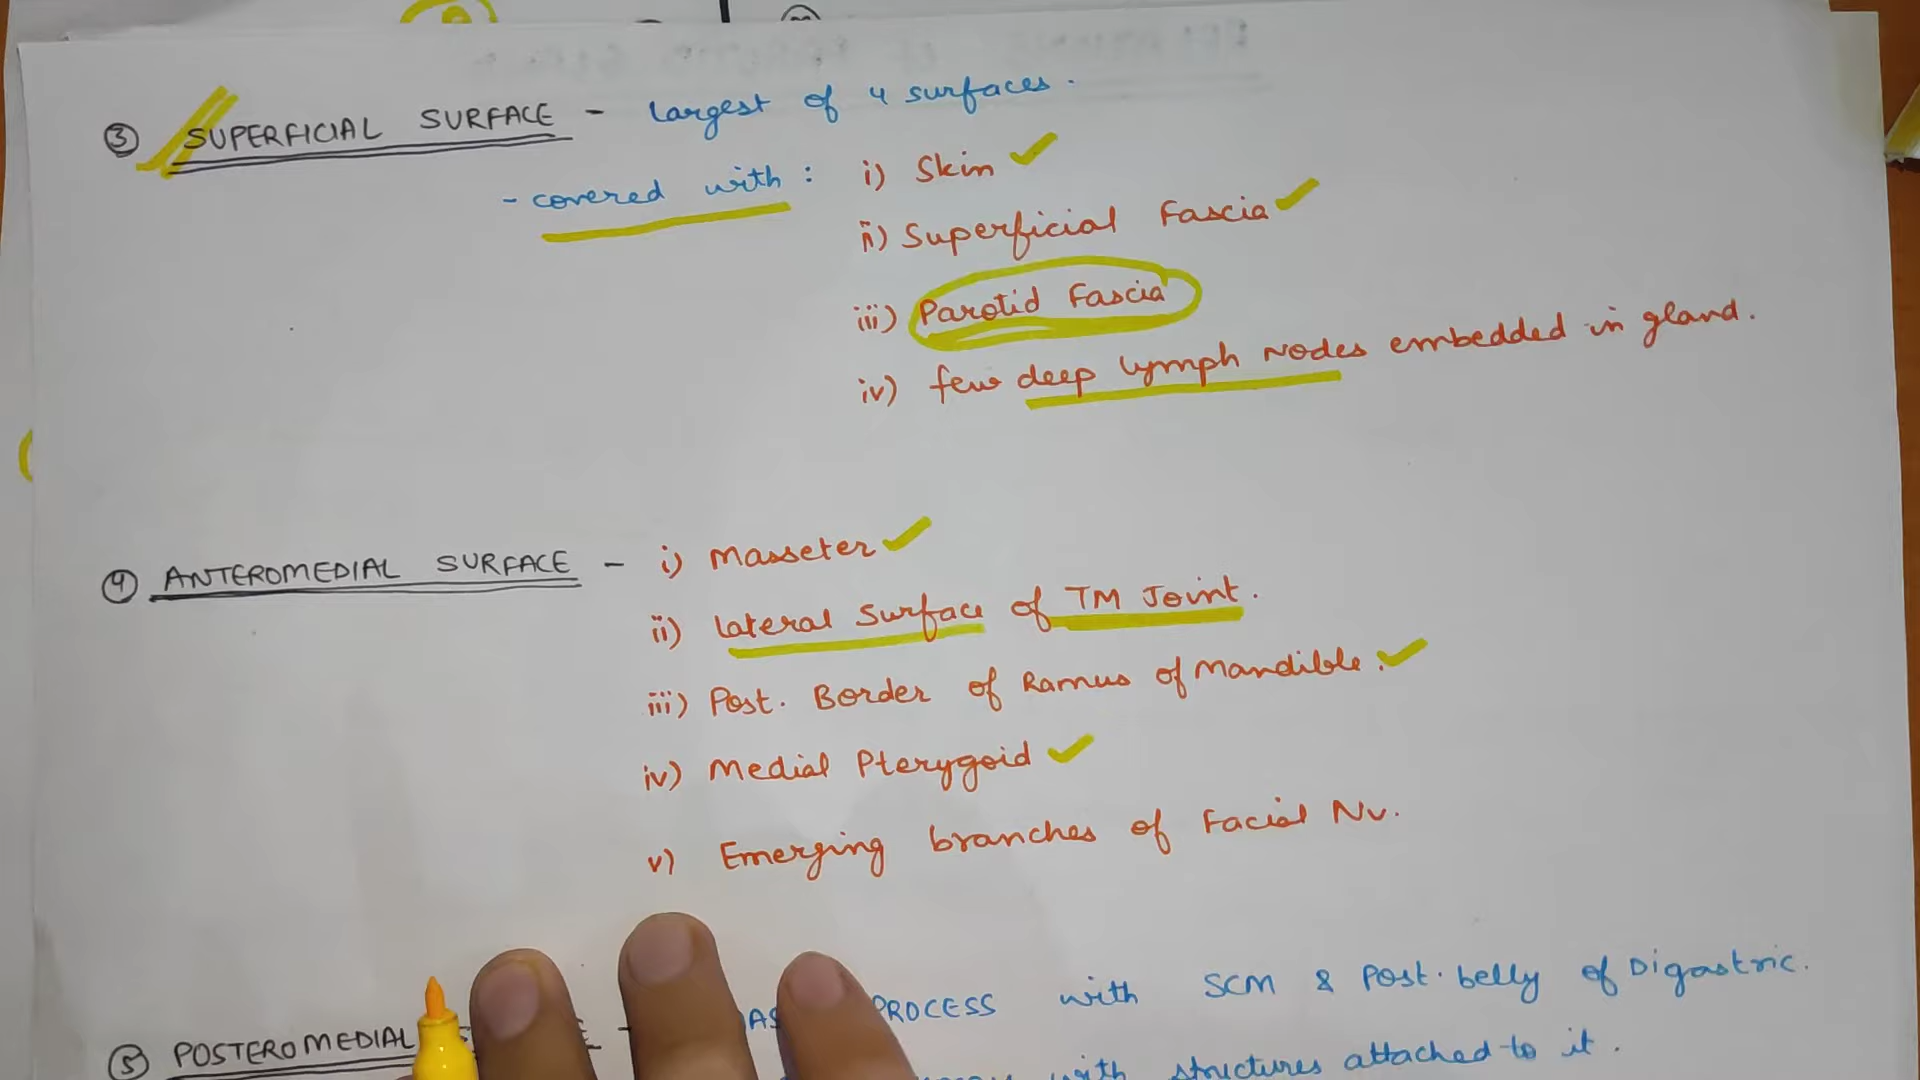 ③ SUPERFICIAL SURFACE - Largest of 4 surfaces.
- covered with : i) Skin
ii) Superficial Fascia
iii) Parotid Fascia
iv) few deep lymph Nodes embedded in gland.
④ ANTEROMEDIAL SURFACE - i) Masseter
ii) Lateral Surface of TM Joint.
iii) Post. Border of Ramus of Mandible.
iv) Medial Pterygoid
v) Emerging branches of Facial Nv.
⑤ POSTEROMEDIAL - PROCESS with SCM & Post. belly of Digastric.
with structures attached to it.